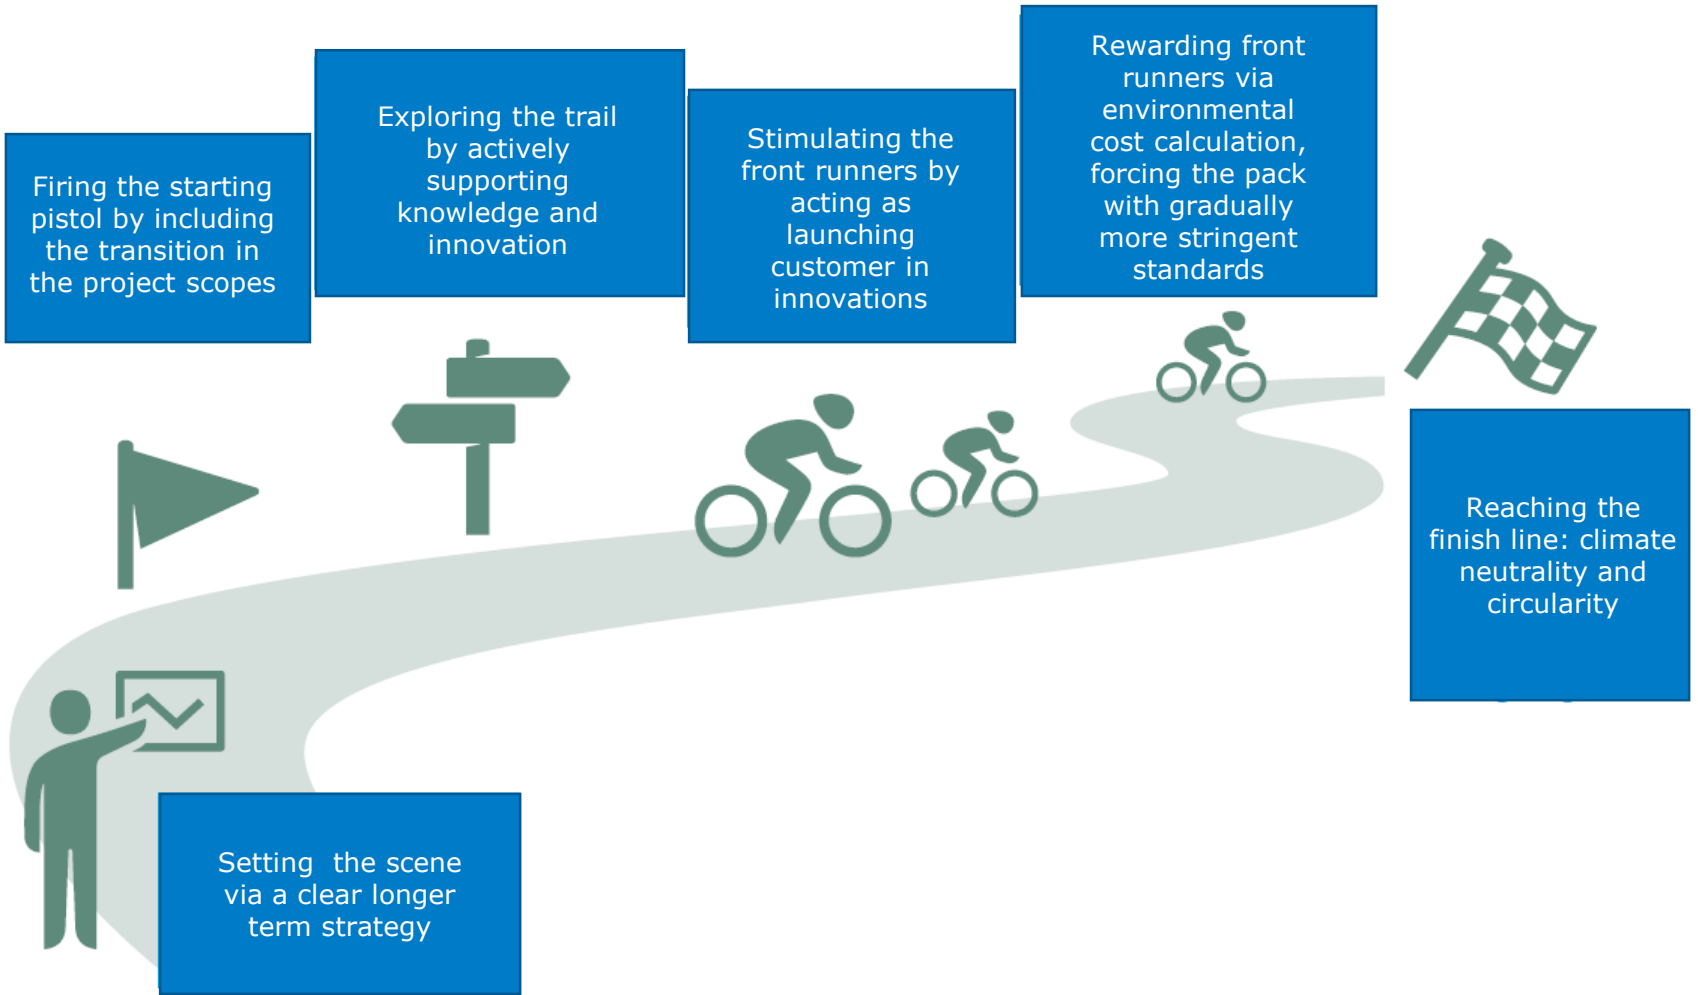 Firing the starting
pistol by including
the transition in
the project scopes
Exploring the trail
by actively
supporting
knowledge and
innovation
Stimulating the
front runners by
acting as
launching
customer in
innovations
Rewarding front
runners via
environmental
cost calculation,
forcing the pack
with gradually
more stringent
standards
Reaching the
finish line: climate
neutrality and
circularity
Setting  the scene
via a clear longer
term strategy